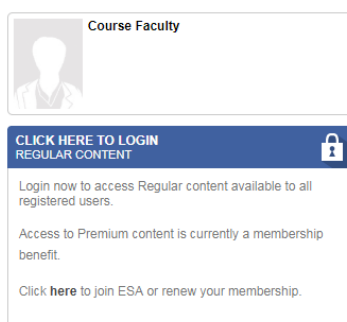 Course Faculty
CLICK HERE TO LOGIN
REGULAR CONTENT
Login now to access Regular content available to all
registered users.
Access to Premium content is currently a membership
benefit.
Click here to join ESA or renew your membership.